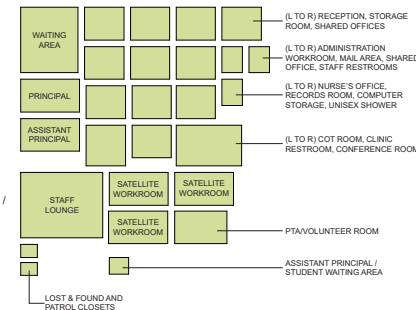 WAITING
AREA
(L TO R) RECEPTION, STORAGE
ROOM, SHARED OFFICES
(L TO R) ADMINISTRATION
WORKROOM, MAIL AREA, SHARED
OFFICE, STAFF RESTROOMS
PRINCIPAL
(L TO R) NURSE'S OFFICE,
RECORDS ROOM, COMPUTER
STORAGE, UNISEX SHOWER
ASSISTANT
PRINCIPAL
(L TO R) COT ROOM, CLINIC
RESTROOM, CONFERENCE ROOM
/
STAFF
LOUNGE
SATELLITE
WORKROOM
SATELLITE
WORKROOM
SATELLITE
WORKROOM
PTA/VOLUNTEER ROOM
ASSISTANT PRINCIPAL /
STUDENT WAITING AREA
LOST & FOUND AND
PATROL CLOSETS